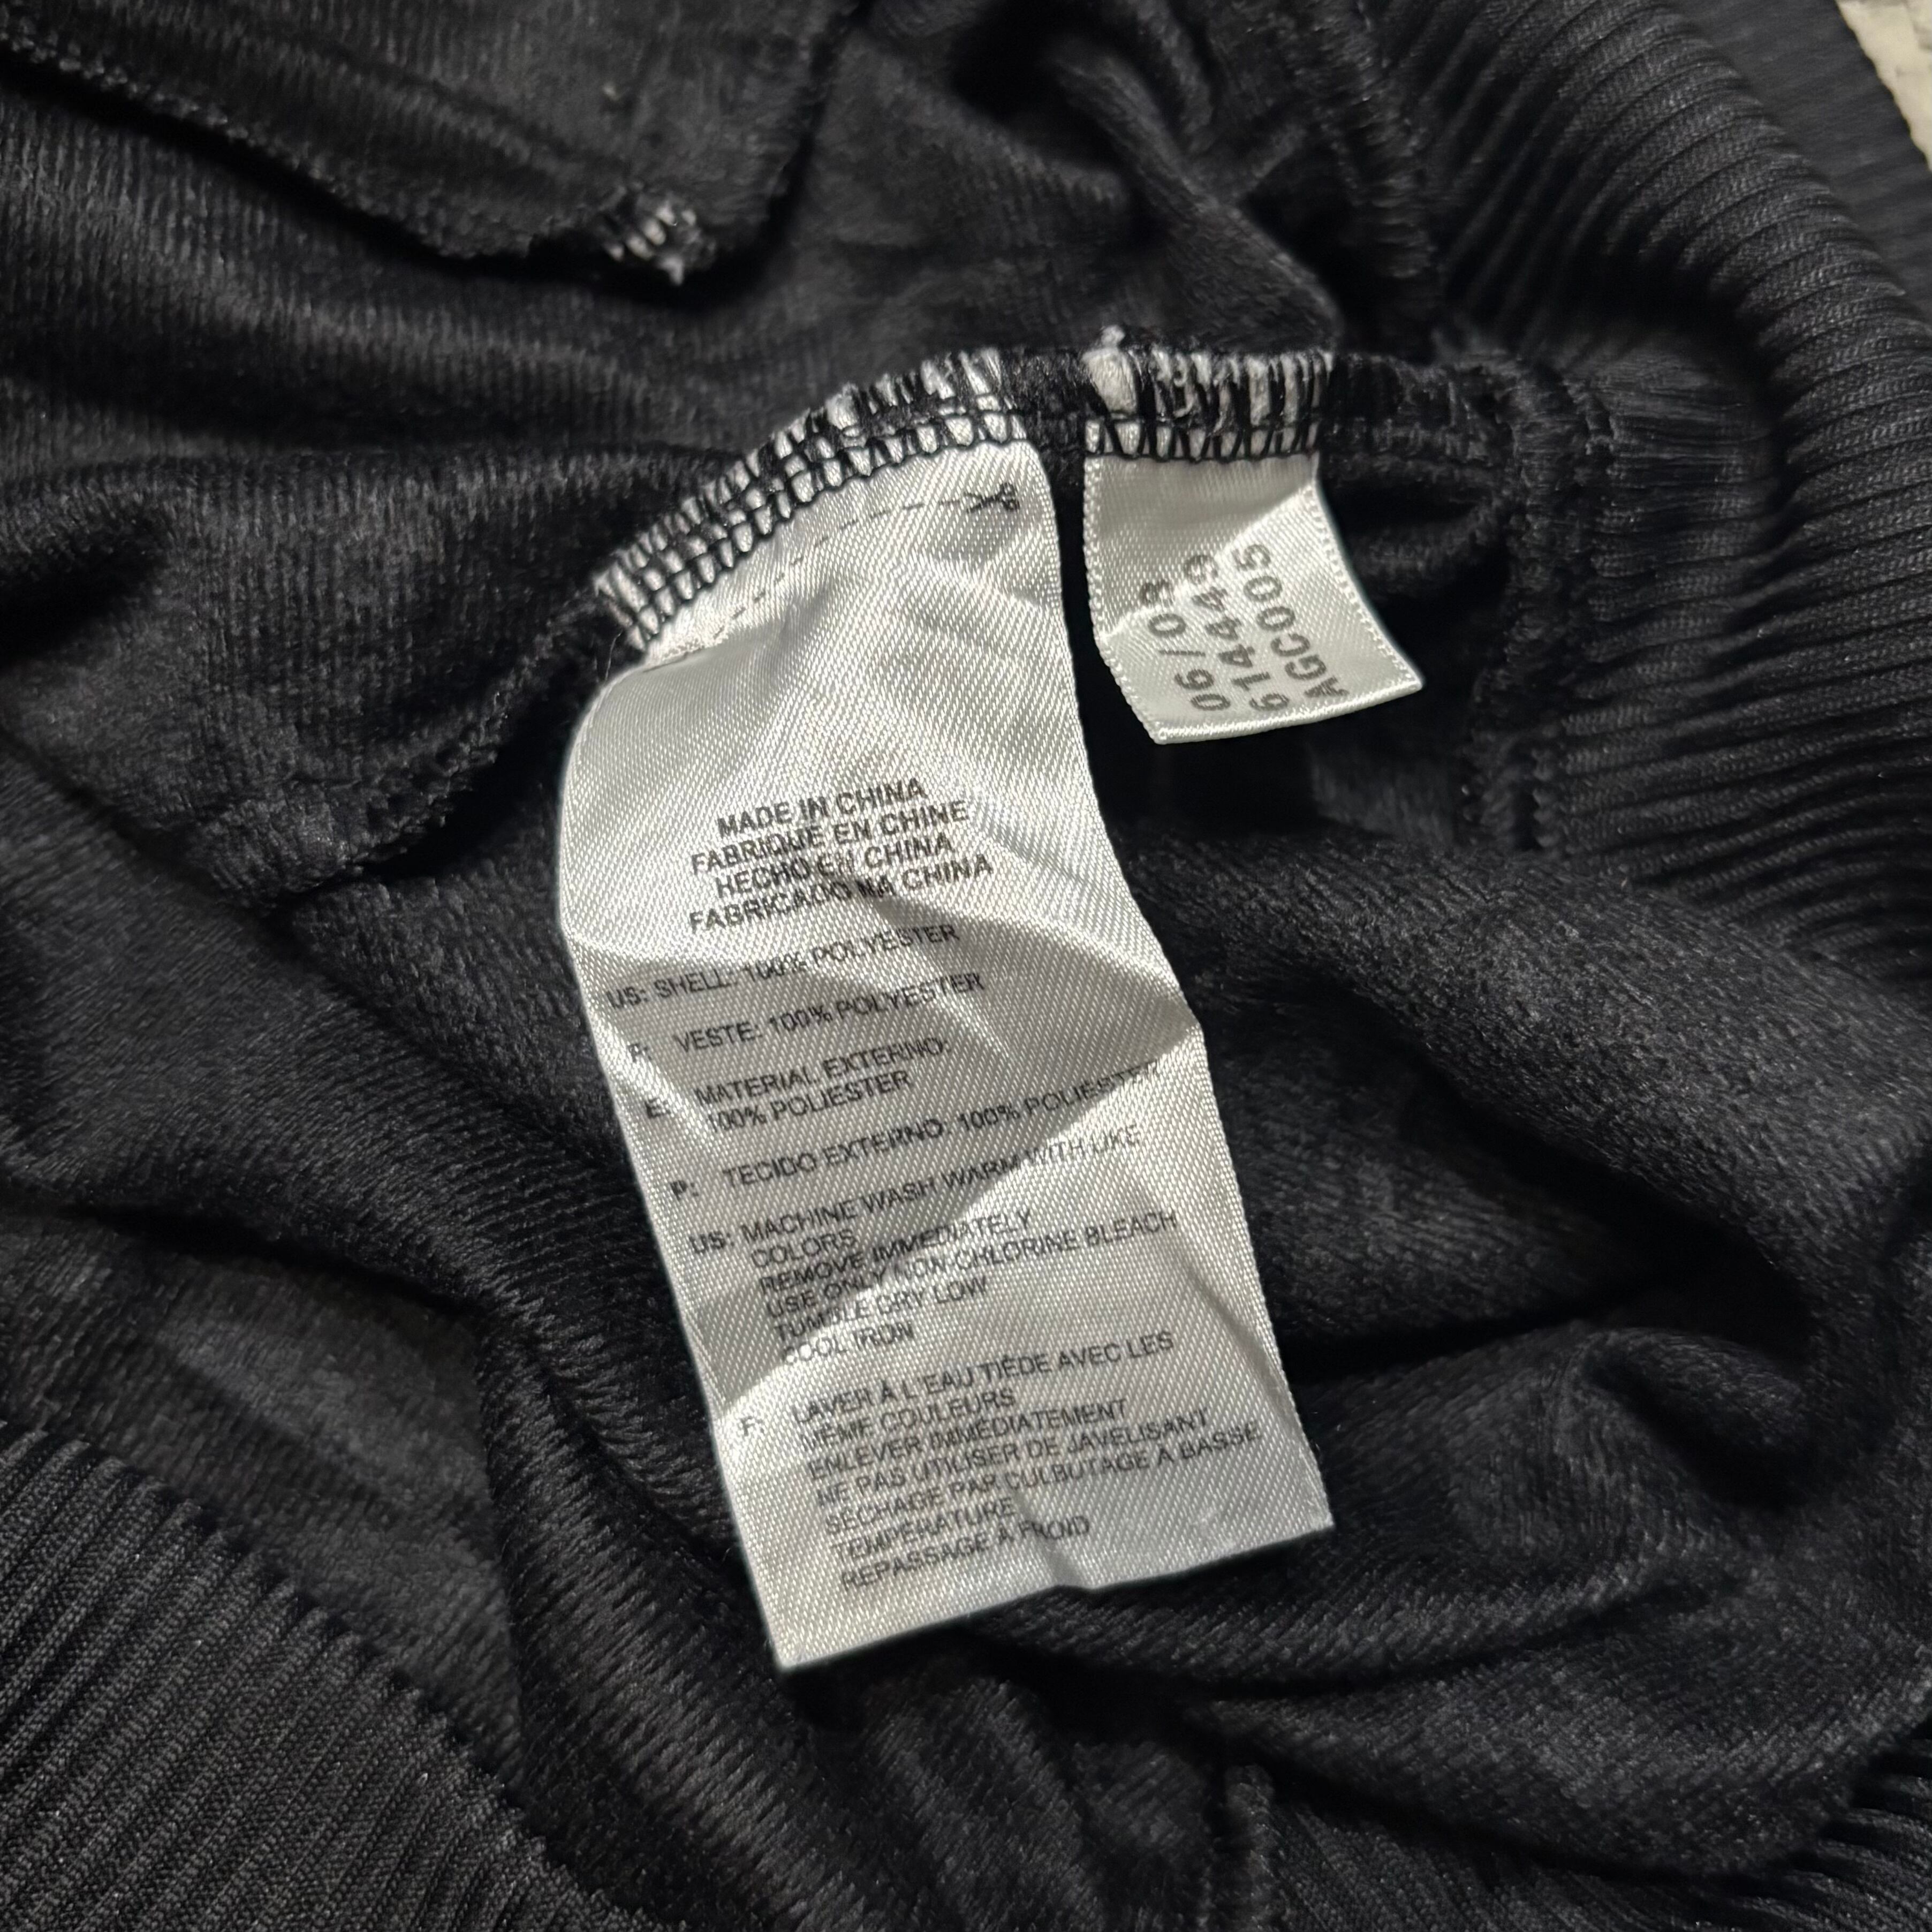 MADE IN CHINA
FABRIQUE EN CHINE
HECHO EN CHINA
FABRICADO NA CHINA
US: SHELL: 100% POLYESTER
F: VESTE: 100% POLYESTER
E: MATERIAL EXTERNO:
100% POLIESTER
P: TECIDO EXTERNO 100% POLIESTER
US: MACHINE WASH WARM WITH LIKE
COLORS
REMOVE IMMEDIATELY
USE ONLY NON-CHLORINE BLEACH
TUMBLE DRY LOW
COOL IRON
F: LAVER À L'EAU TIÈDE AVEC LES
MÊME COULEURS
ENLEVER IMMÉDIATEMENT
NE PAS UTILISER DE JAVELISANT
SÉCHAGE PAR CULBUTAGE À BASSE
TEMPÉRATURE
REPASSAGE À FROID
06/03
614449
AGC005